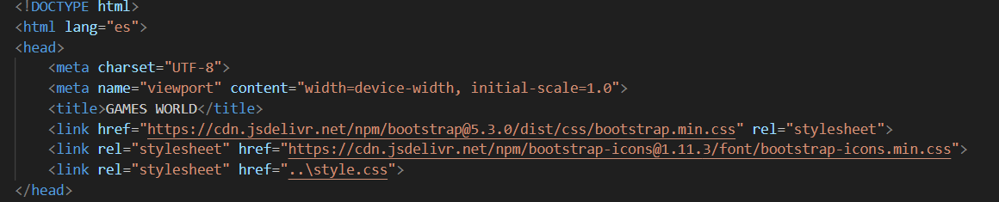 <!DOCTYPE html>
<html lang="es">
<head>
    <meta charset="UTF-8">
    <meta name="viewport" content="width=device-width, initial-scale=1.0">
    <title>GAMES WORLD</title>
    <link href="https://cdn.jsdelivr.net/npm/bootstrap@5.3.0/dist/css/bootstrap.min.css" rel="stylesheet">
    <link rel="stylesheet" href="https://cdn.jsdelivr.net/npm/bootstrap-icons@1.11.3/font/bootstrap-icons.min.css">
    <link rel="stylesheet" href="..\style.css">
</head>